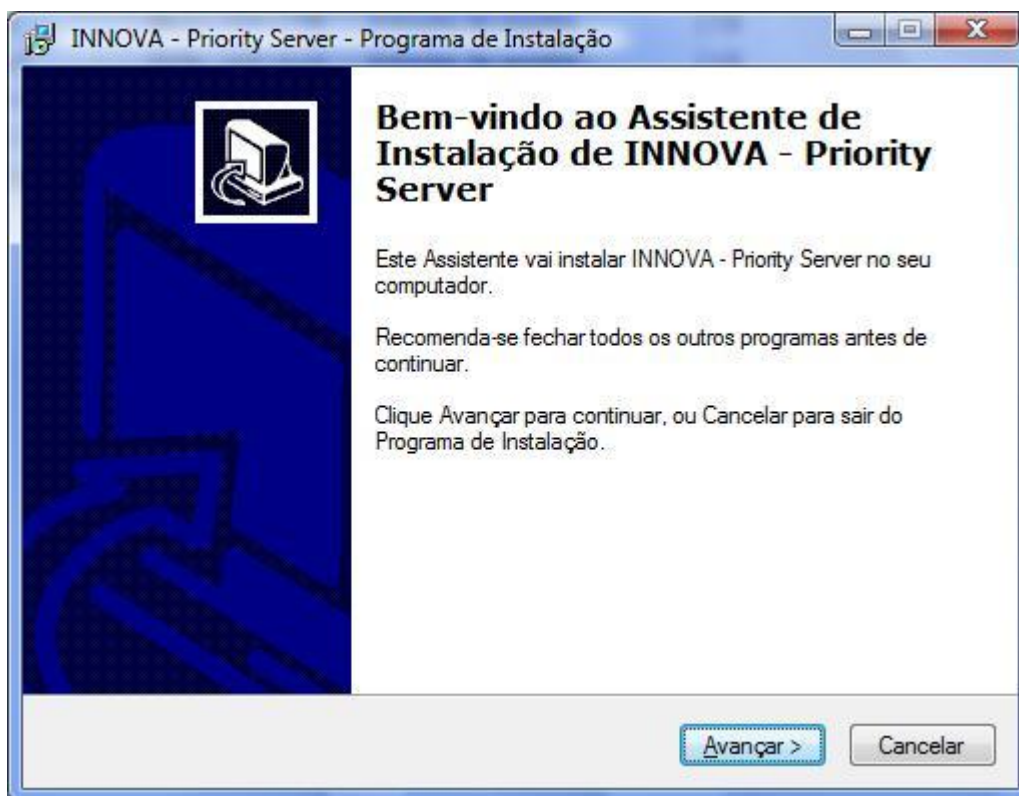 INNOVA - Priority Server - Programa de Instalação
Bem-vindo ao Assistente de
Instalação de INNOVA - Priority
Server
Este Assistente vai instalar INNOVA - Priority Server no seu
computador.
Recomenda-se fechar todos os outros programas antes de
continuar.
Clique Avançar para continuar, ou Cancelar para sair do
Programa de Instalação.
Avançar >
Cancelar